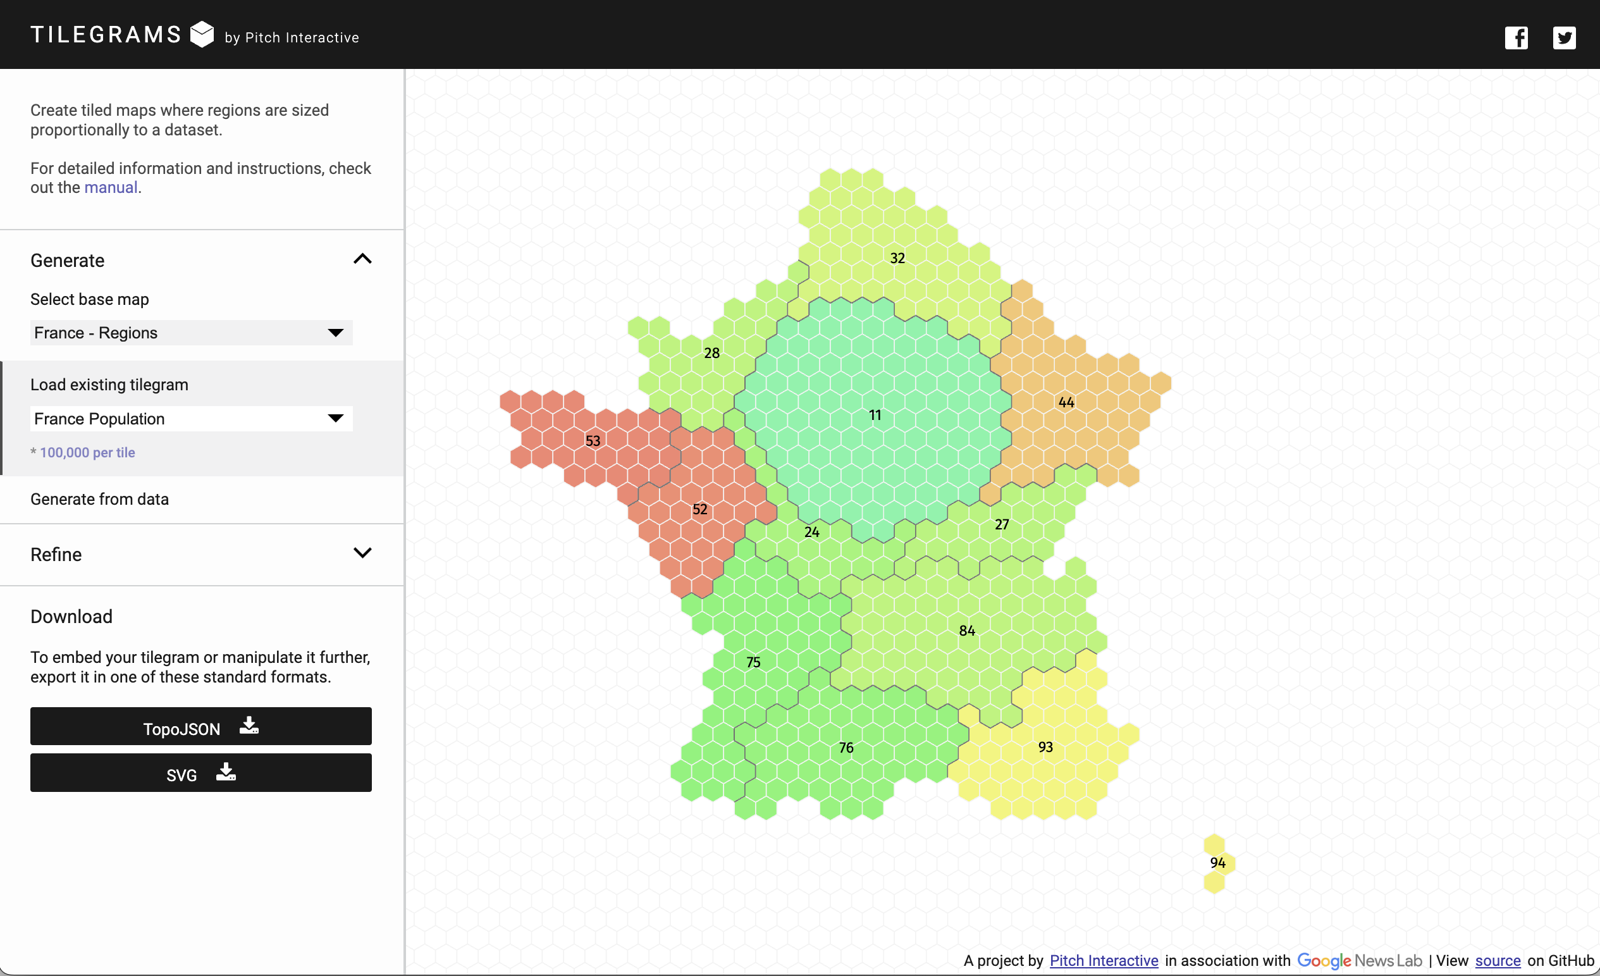 TILEGRAMS by Pitch Interactive
Create tiled maps where regions are sized
proportionally to a dataset.
For detailed information and instructions, check
out the manual.
Generate
Select base map
France - Regions
Load existing tilegram
France Population
* 100,000 per tile
Generate from data
Refine
Download
To embed your tilegram or manipulate it further,
export it in one of these standard formats.
TopoJSON
SVG
32
28
44
11
53
52
27
24
84
75
93
76
94
A project by Pitch Interactive in association with Google News Lab | View source on GitHub